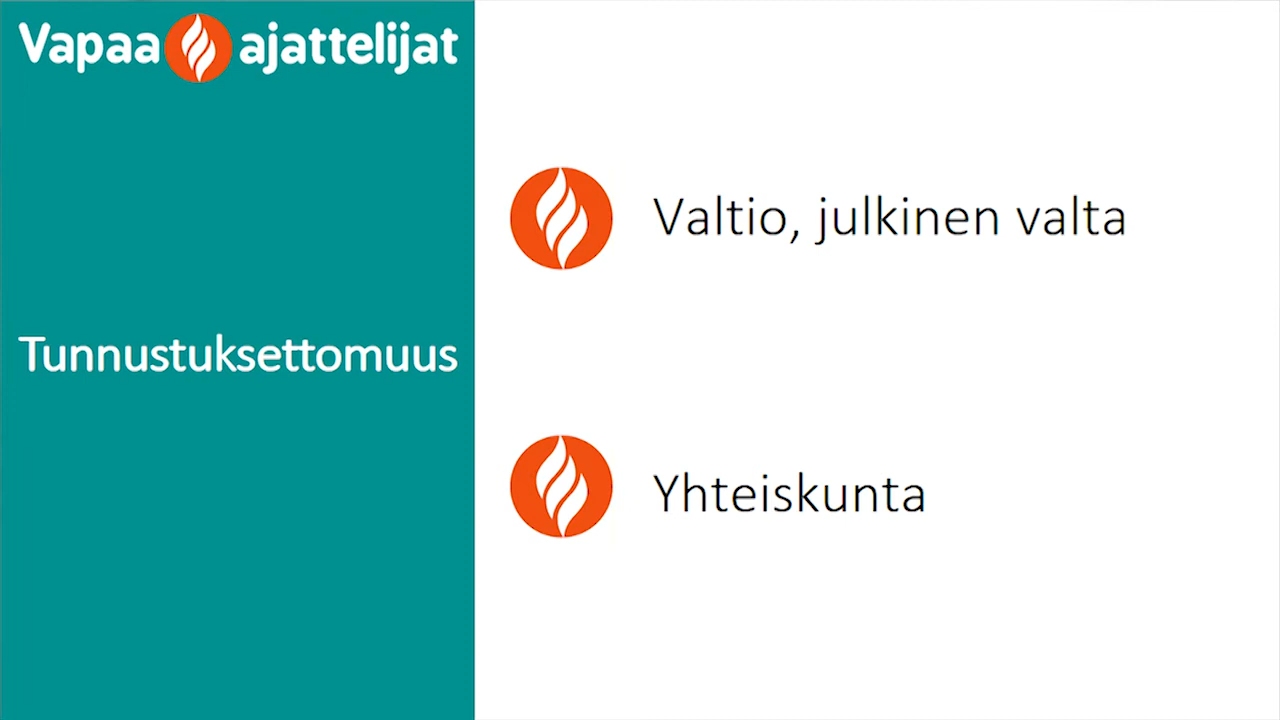 Vapaa ajattelijat
Tunnustuksettomuus
Valtio, julkinen valta
Yhteiskunta